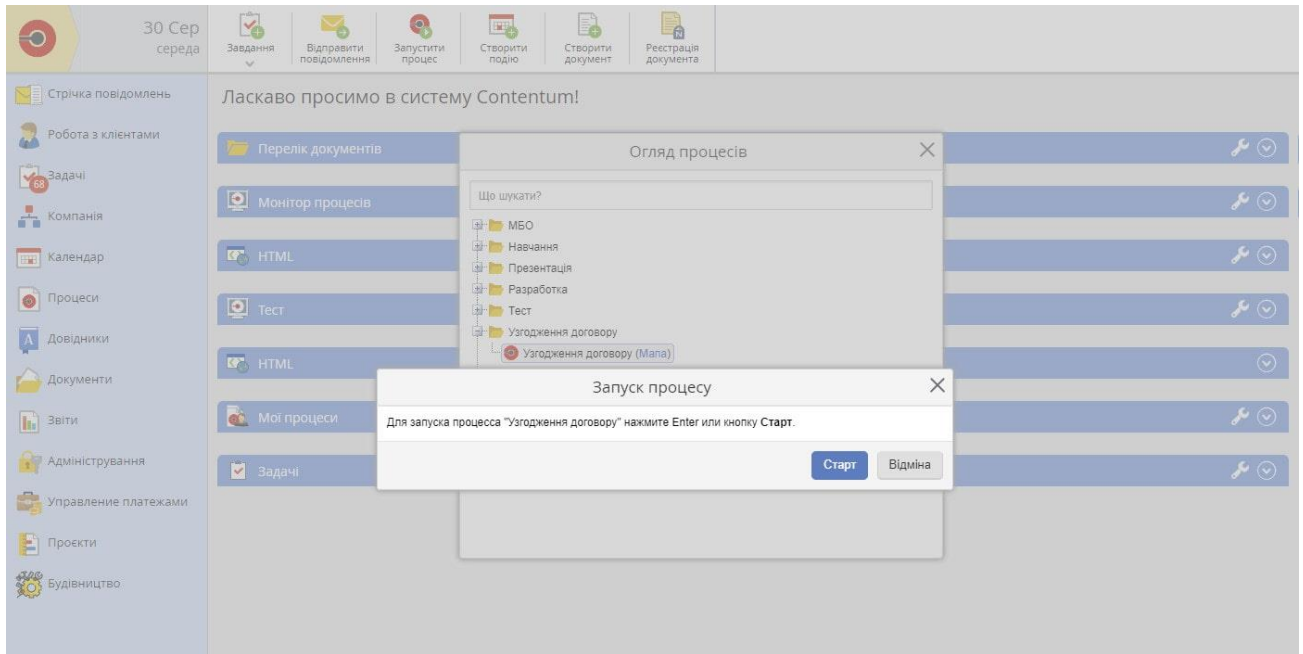 30 Сер
середа
Завдання
Відправити
повідомлення
Запустити
процес
Створити
подію
Створити
документ
Реєстрація
документа
Стрічка повідомлень
Робота з клієнтами
Задачі
68
Компанія
Календар
Процеси
Довідники
Документи
Звіти
Адміністрування
Управление платежами
Проєкти
Будівництво
Ласкаво просимо в систему Contentum!
Перелік документів
Монітор процесів
HTML
Тест
HTML
Мої процеси
Задачі
Огляд процесів
Що шукати?
МБО
Навчання
Презентація
Разработка
Тест
Узгодження договору
Узгодження договору (Мапа)
Запуск процесу
Для запуска процесса "Узгодження договору" нажмите Enter или кнопку Старт.
Старт
Відміна